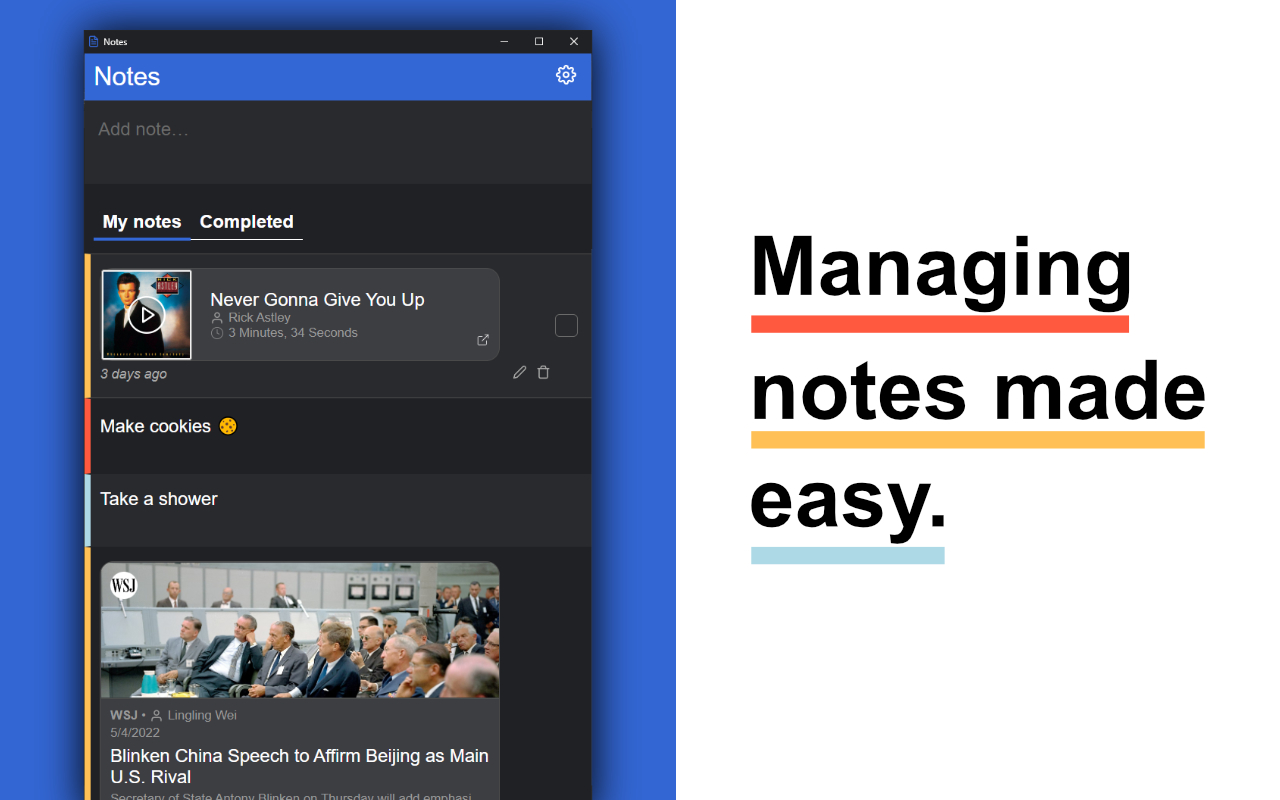 Notes
Notes
Add note…
My notes Completed
RICK
ASTLEY
Never Gonna Give You Up
Rick Astley
3 Minutes, 34 Seconds
3 days ago
Make cookies 🍪
Take a shower
WSJ
WSJ • Lingling Wei
5/4/2022
Blinken China Speech to Affirm Beijing as Main
U.S. Rival
Secretary of State Antony Blinken on Thursday will add emphasi
Managing
notes made
easy.